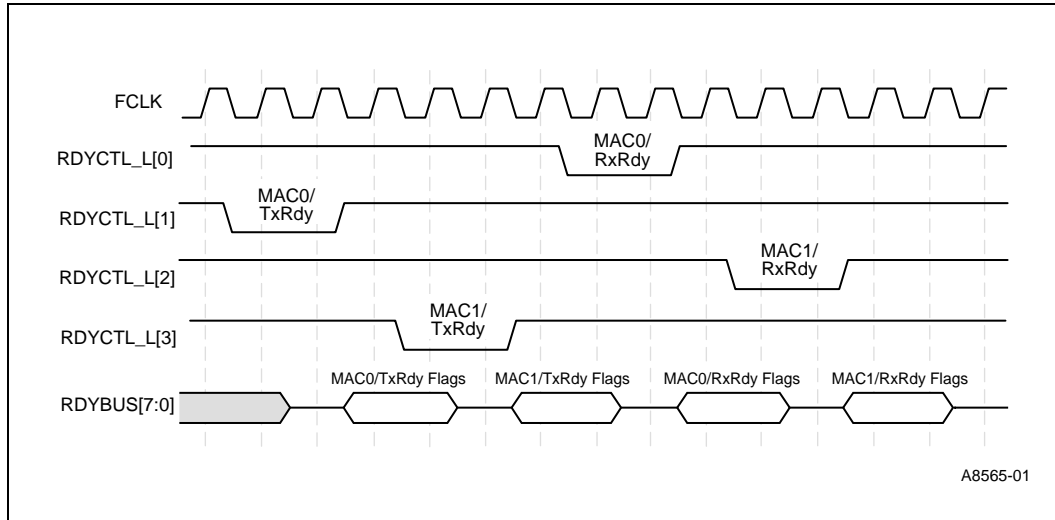 FCLK
MAC0/
RxRdy
RDYCTL_L[0]
MAC0/
TxRdy
RDYCTL_L[1]
MAC1/
RxRdy
RDYCTL_L[2]
MAC1/
TxRdy
RDYCTL_L[3]
MAC0/TxRdy Flags MAC1/TxRdy Flags MAC0/RxRdy Flags MAC1/RxRdy Flags
RDYBUS[7:0]
A8565-01